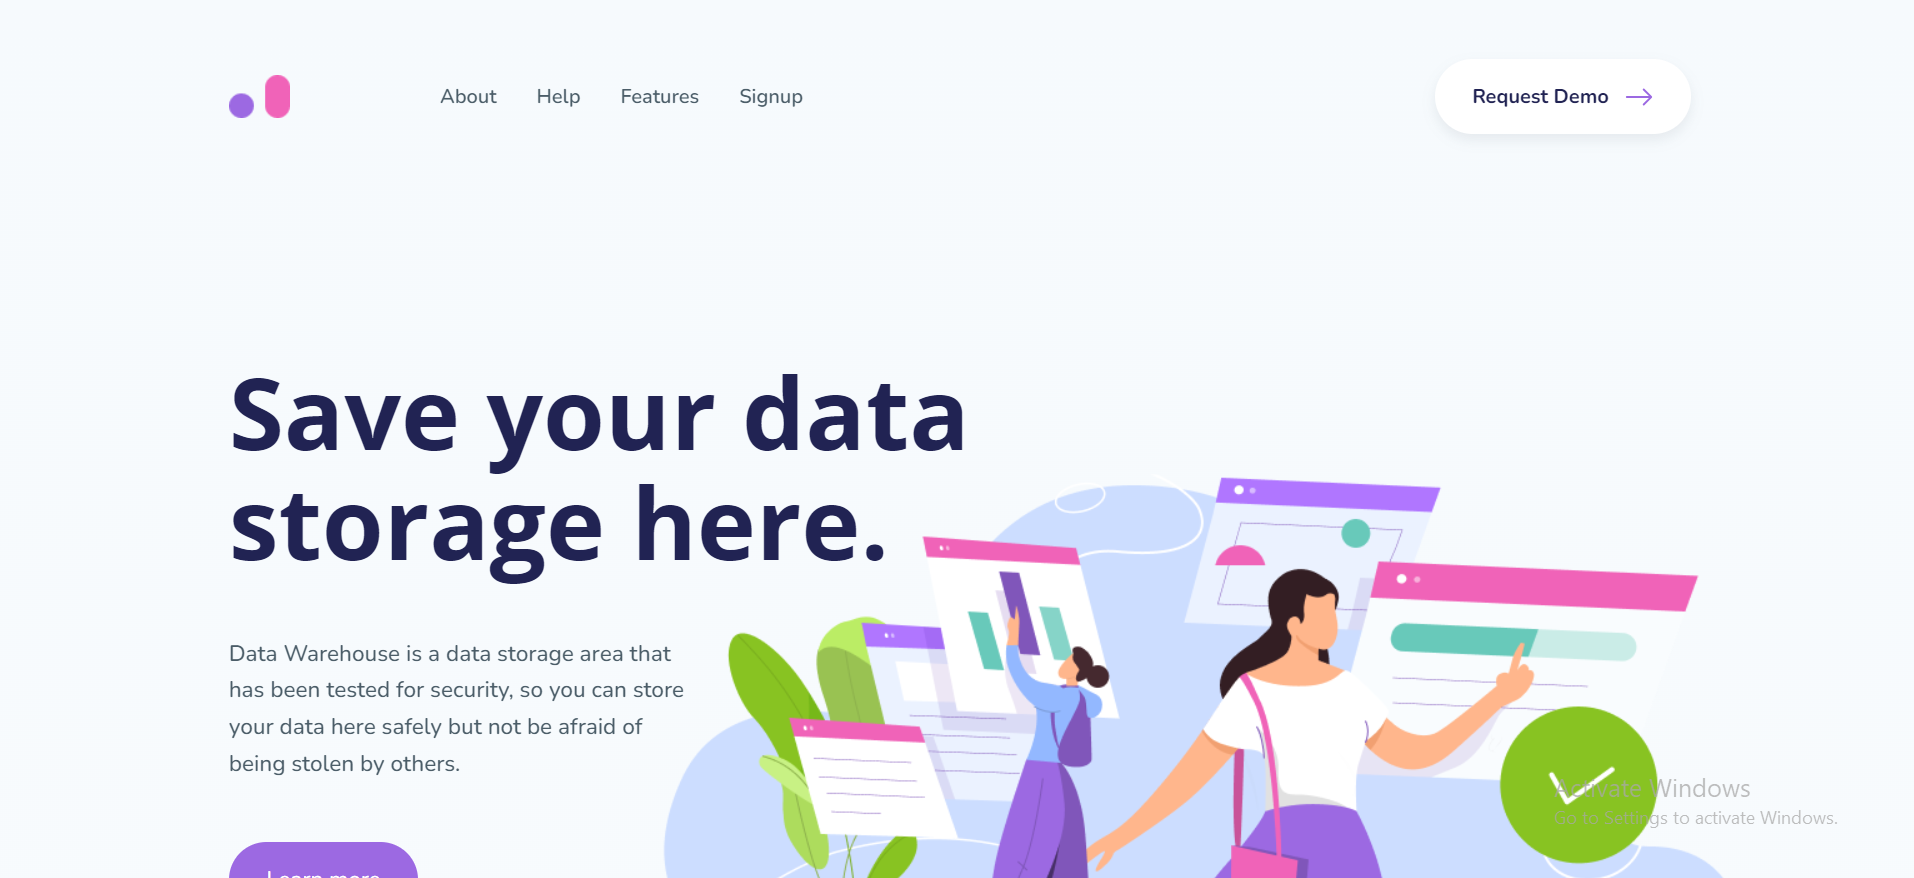 About Help Features Signup Request Demo
Save your data
storage here.
Data Warehouse is a data storage area that
has been tested for security, so you can store
your data here safely but not be afraid of
being stolen by others.
Activate Windows
Go to Settings to activate Windows.
Learn more